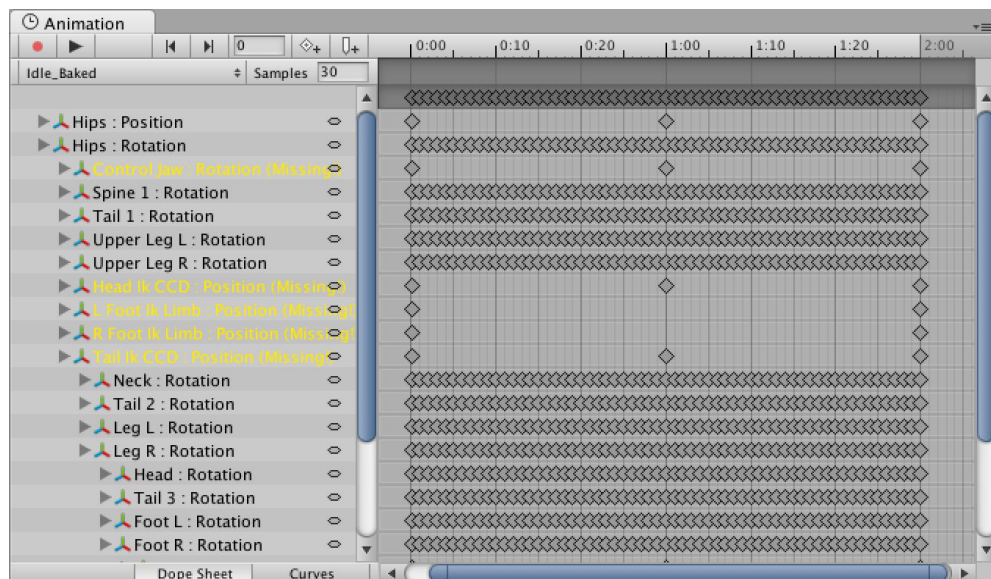 Animation
0
0:00 0:10 0:20 1:00 1:10 1:20 2:00
Idle_Baked Samples 30
Hips : Position
Hips : Rotation
Control Jaw : Rotation (Missing!)
Spine 1 : Rotation
Tail 1 : Rotation
Upper Leg L : Rotation
Upper Leg R : Rotation
Head Ik CCD : Position (Missing!)
L Foot Ik Limb : Position (Missing!)
R Foot Ik Limb : Position (Missing!)
Tail Ik CCD : Position (Missing!)
Neck : Rotation
Tail 2 : Rotation
Leg L : Rotation
Leg R : Rotation
Head : Rotation
Tail 3 : Rotation
Foot L : Rotation
Foot R : Rotation
Dope Sheet Curves